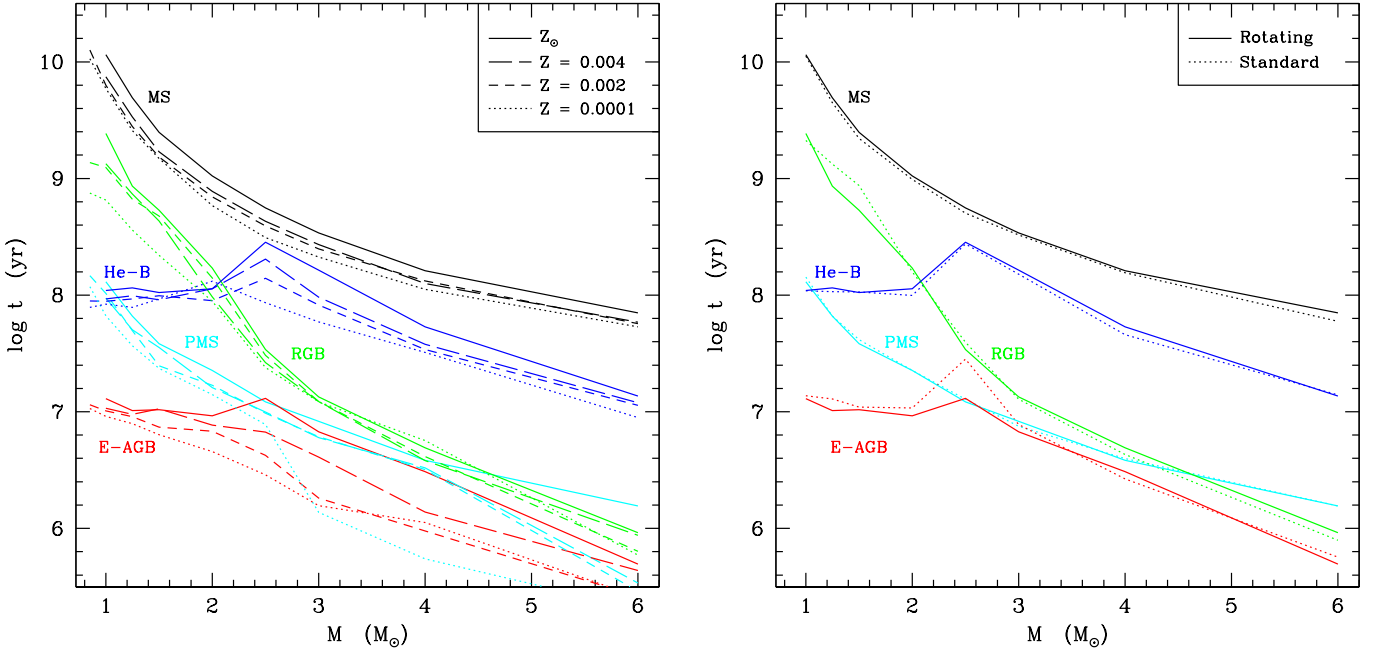 10
9
8
7
6
log t (yr)
1 2 3 4 5 6
M (M⊙)
MS
He-B
PMS
RGB
E-AGB
Z⊙
Z = 0.004
Z = 0.002
Z = 0.0001
10
9
8
7
6
log t (yr)
1 2 3 4 5 6
M (M⊙)
MS
He-B
PMS
RGB
E-AGB
Rotating
Standard